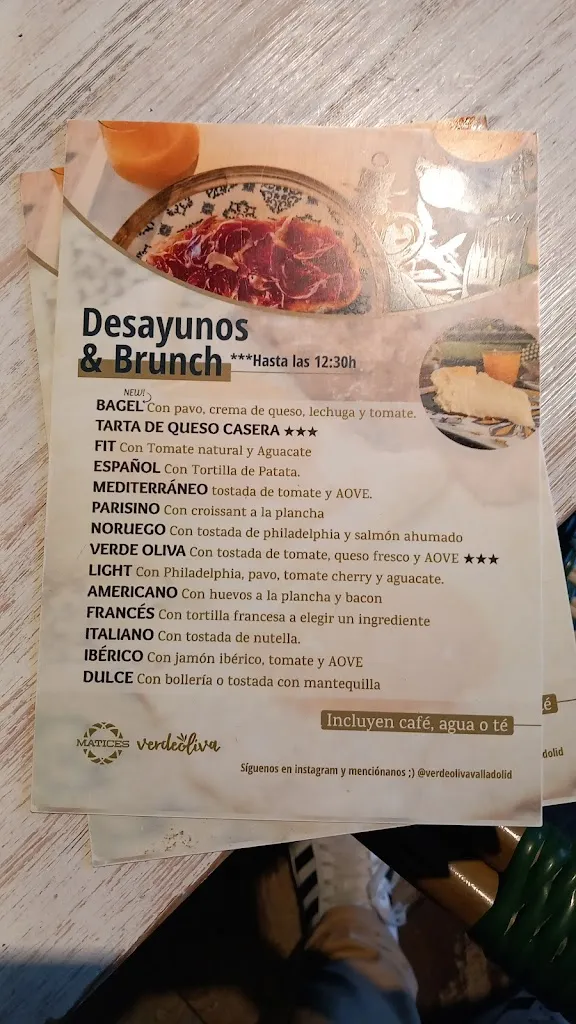 Desayunos
& Brunch ***Hasta las 12:30h
NEW!
BAGEL Con pavo, crema de queso, lechuga y tomate.
TARTA DE QUESO CASERA ★★★
FIT Con Tomate natural y Aguacate
ESPAÑOL Con Tortilla de Patata.
MEDITERRÁNEO tostada de tomate y AOVE.
PARISINO Con croissant a la plancha
NORUEGO Con tostada de philadelphia y salmón ahumado
VERDE OLIVA Con tostada de tomate, queso fresco y AOVE ★★★
LIGHT Con Philadelphia, pavo, tomate cherry y aguacate.
AMERICANO Con huevos a la plancha y bacon
FRANCÉS Con tortilla francesa a elegir un ingrediente
ITALIANO Con tostada de nutella.
IBÉRICO Con jamón ibérico, tomate y AOVE
DULCE Con bollería o tostada con mantequilla
Incluyen café, agua o té
MATICES verdeoliva
Síguenos en instagram y menciónanos ;) @verdeolivavalladolid
é
dolid